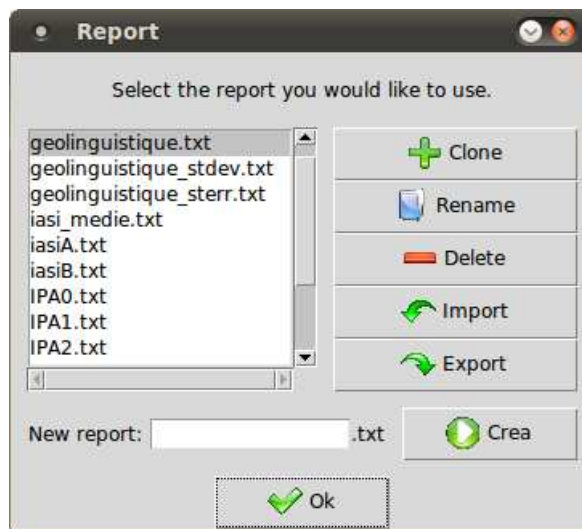 Report
Select the report you would like to use.
geolinguistique.txt
geolinguistique_stdev.txt
geolinguistique_sterr.txt
iasi_medie.txt
iasiA.txt
iasiB.txt
IPA0.txt
IPA1.txt
IPA2.txt
Clone
Rename
Delete
Import
Export
New report: .txt
Crea
Ok